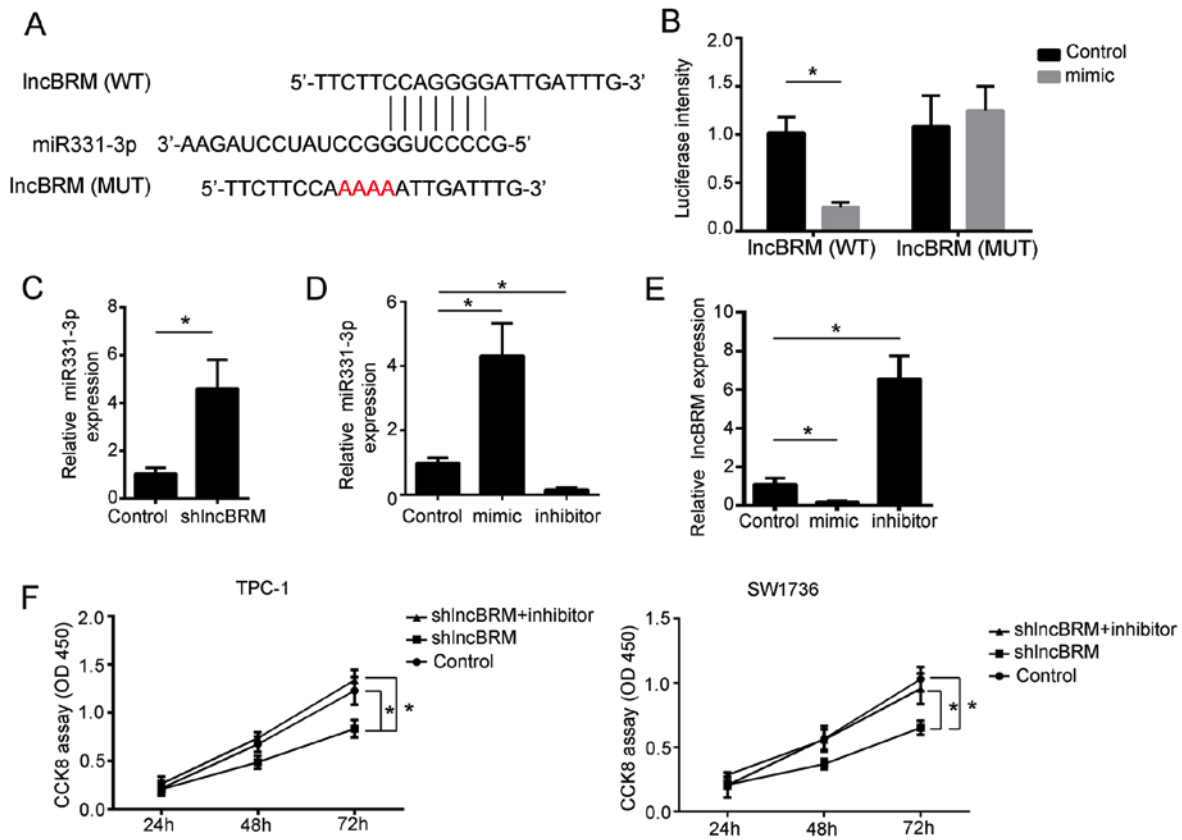 A
lncBRM (WT) 5'-TTCTTCCAGGGGATTGATTTG-3'
miR331-3p 3'-AAGAUCCUAUCCGGGUCCCCG-5'
lncBRM (MUT) 5'-TTCTTCCAAAAAATTGATTTG-3'
B
Luciferase intensity
2.0
1.5
1.0
0.5
0.0
*
lncBRM (WT) lncBRM (MUT)
Control
mimic
C
Relative miR331-3p
expression
8
6
4
2
0
*
Control shlncBRM
D
Relative miR331-3p
expression
6
4
2
0
*
*
Control mimic inhibitor
E
Relative lncBRM expression
10
8
6
4
2
0
*
*
Control mimic inhibitor
F
TPC-1
CCK8 assay (OD 450)
2.0
1.5
1.0
0.5
0.0
24h 48h 72h
* *
shlncBRM+inhibitor
shlncBRM
Control
SW1736
CCK8 assay (OD 450)
1.5
1.0
0.5
0.0
24h 48h 72h
* *
shlncBRM+inhibitor
shlncBRM
Control